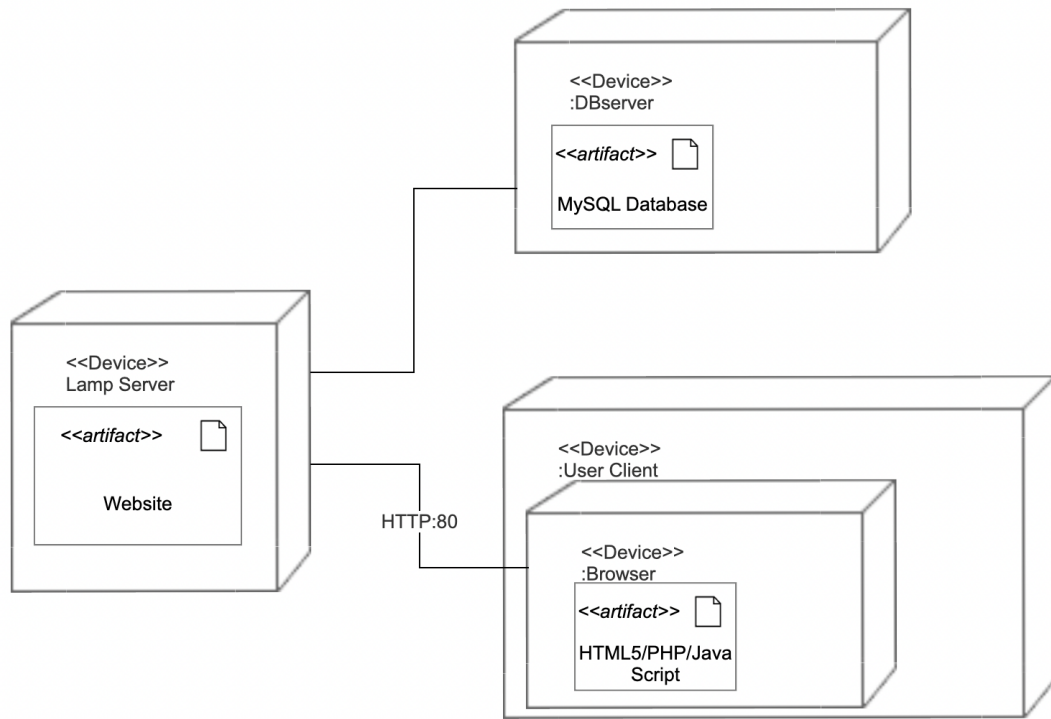 <<Device>>
:DBserver
<<artifact>>
MySQL Database
<<Device>>
Lamp Server
<<artifact>>
Website
HTTP:80
<<Device>>
:User Client
<<Device>>
:Browser
<<artifact>>
HTML5/PHP/Java
Script